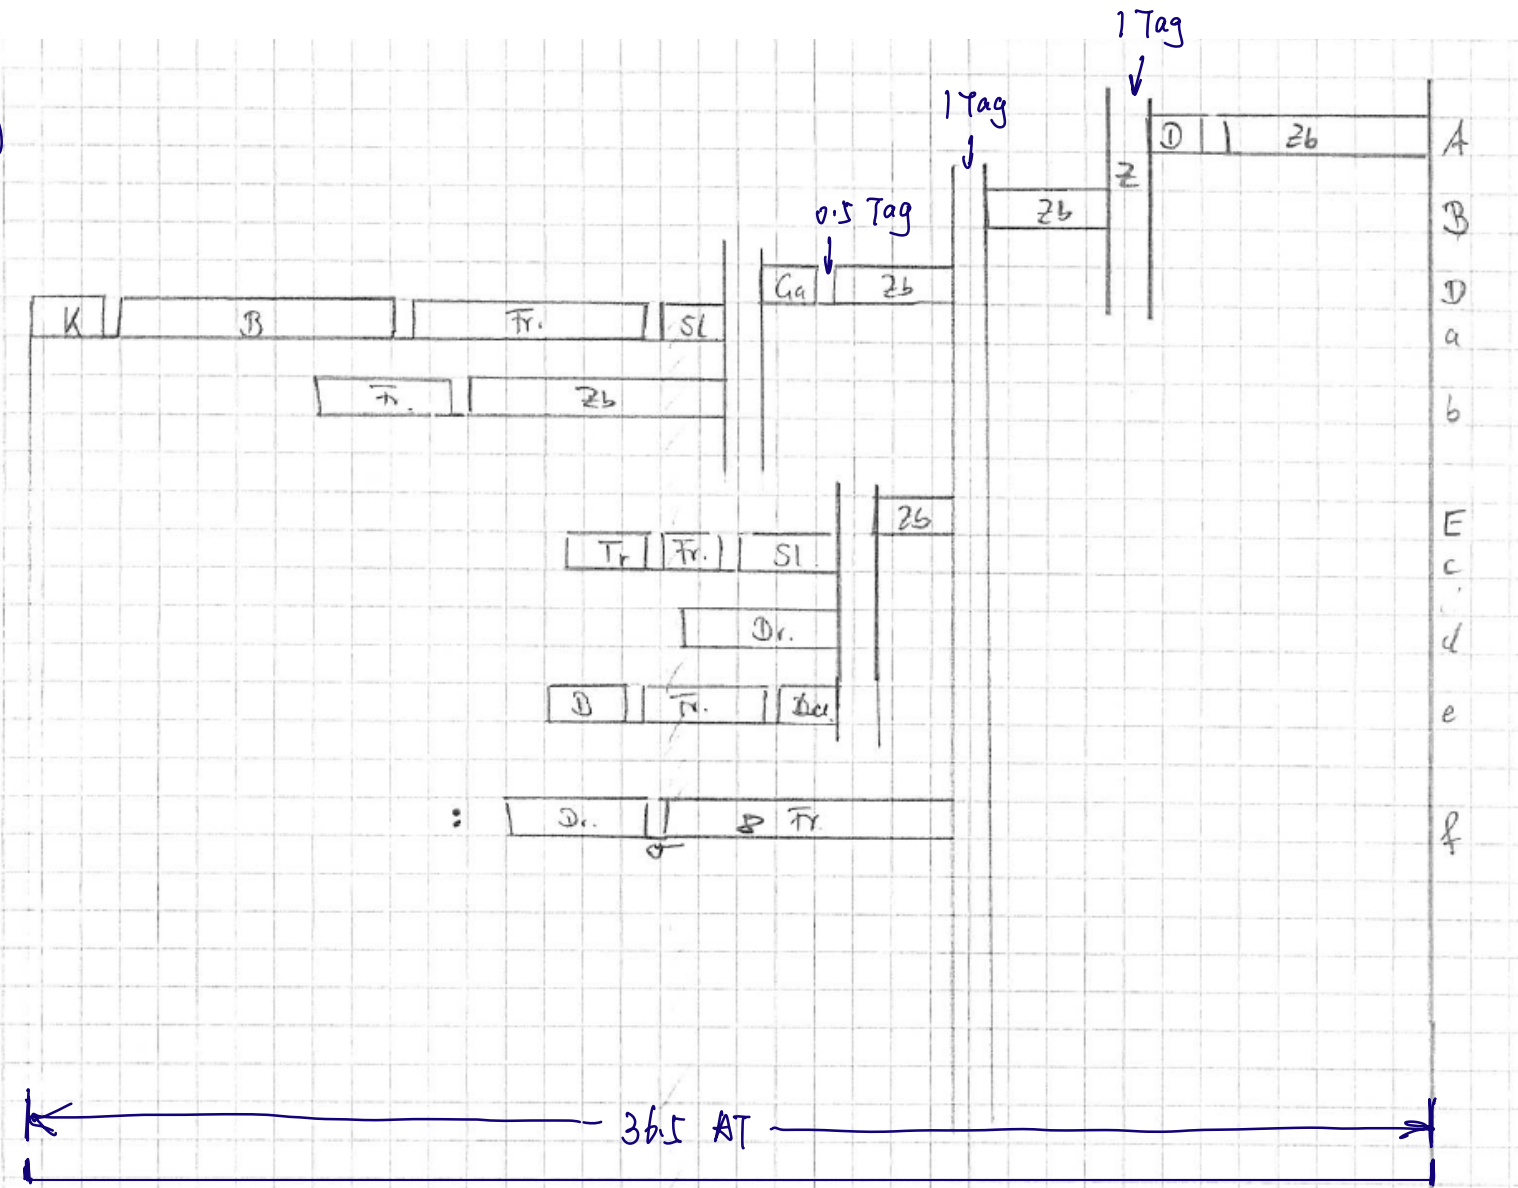 1 Tag
1 Tag
D Zb A
Z
Zb B
0.5 Tag
Ga Zb D
K B Fr. Sl a
Fr. Zb b
Zb E
Tr Fr. Sl. c
Dr. d
B Fr. e
: Dr. Fr f
36.5 AT